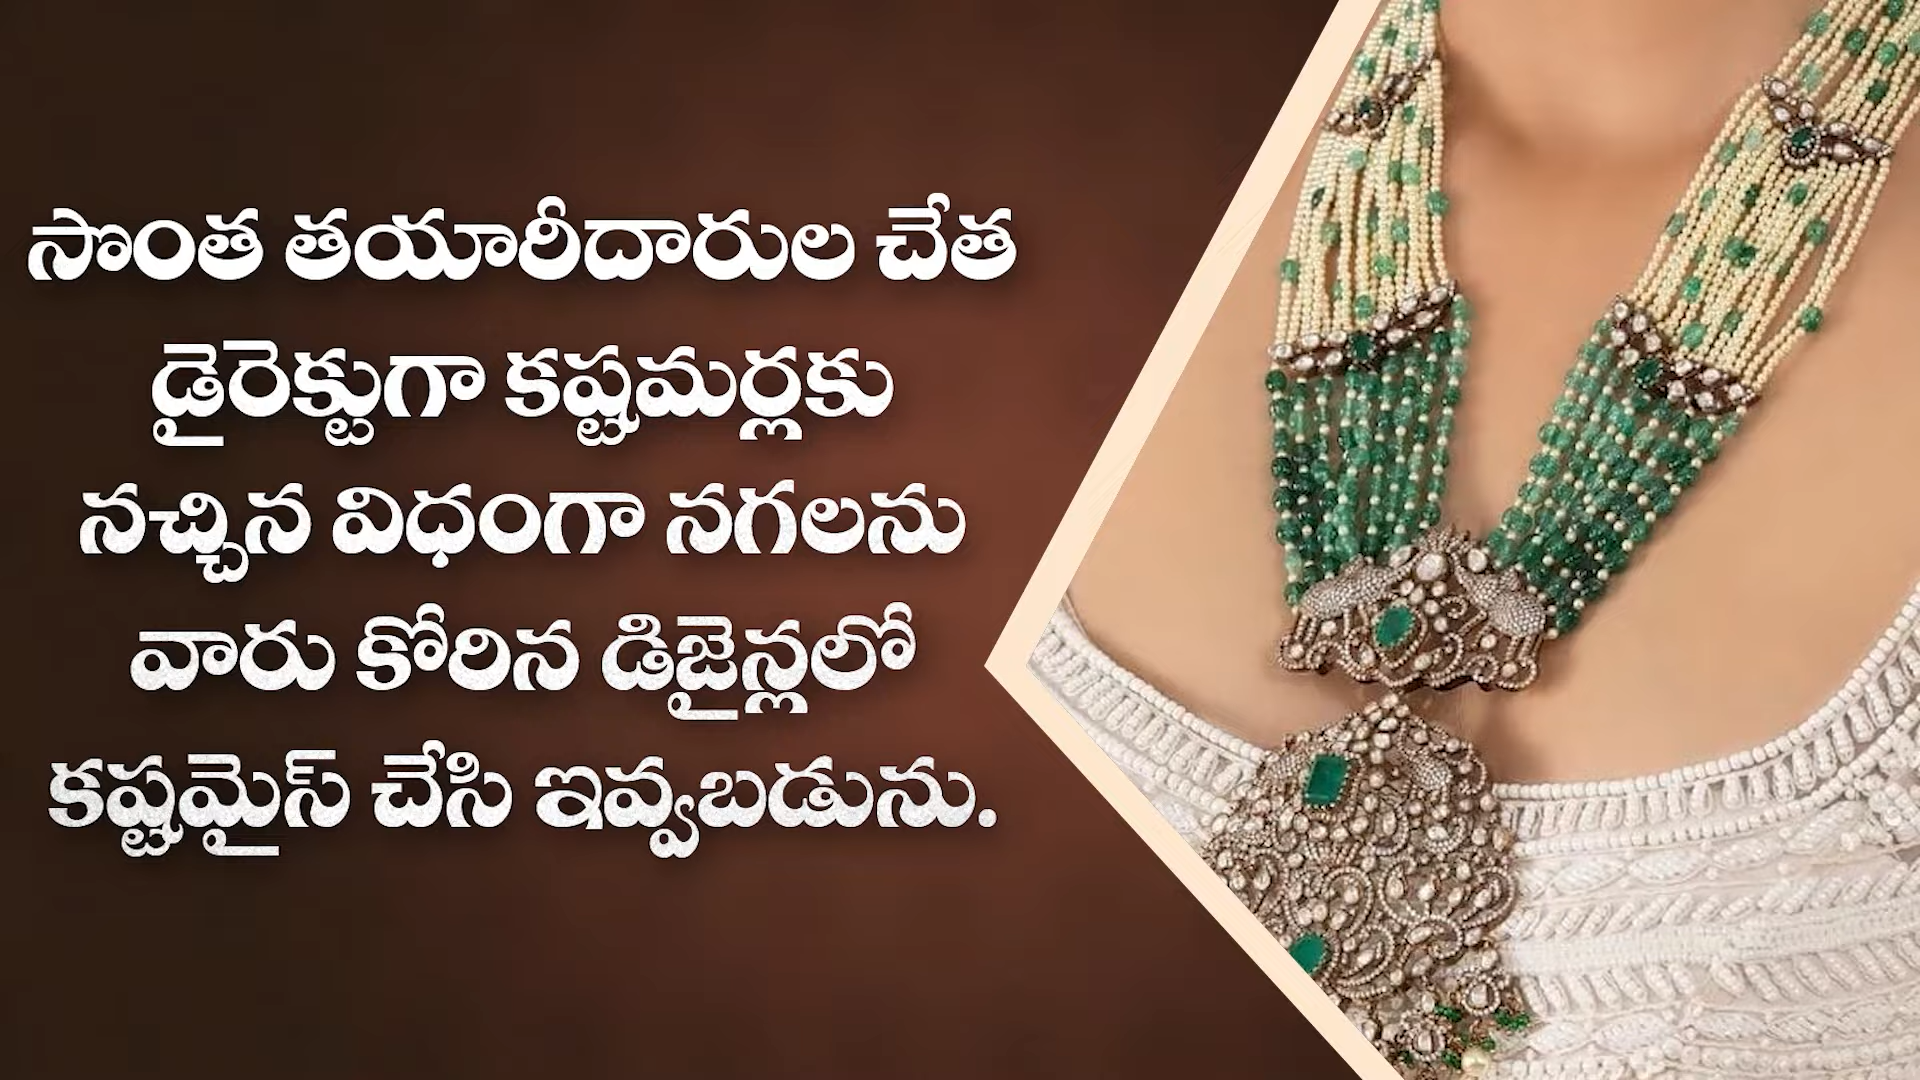 సొంత తయారీదారుల చేత
డైరెక్టుగా కష్టమర్లకు
నచ్చిన విధంగా నగలను
వారు కోరిన డిజైన్లలో
కష్టమైస్ చేసి ఇవ్వబడును.